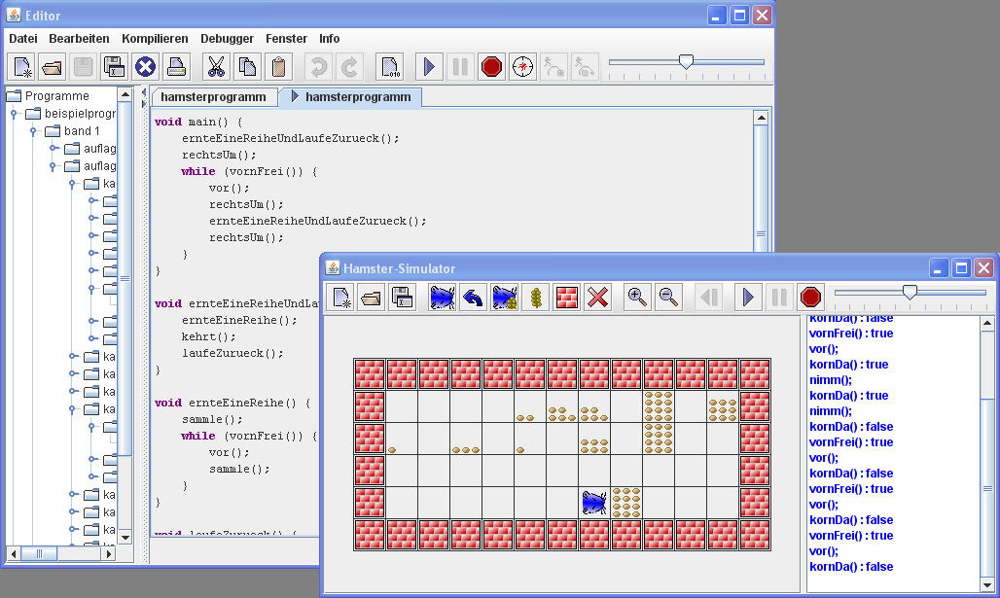 Editor
Datei Bearbeiten Kompilieren Debugger Fenster Info
010
Programme
beispielprogr
band 1
auflag
auflag
ka
ka
ka
ka
ka
ka
ka
ka
hamsterprogramm
hamsterprogramm
void main() {
ernteEineReiheUndLaufeZurueck();
rechtsUm();
while (vornFrei()) {
vor();
rechtsUm();
ernteEineReiheUndLaufeZurueck();
rechtsUm();
}
}
void ernteEineReiheUndLau
ernteEineReihe();
kehrt();
laufeZurueck();
}
void ernteEineReihe() {
sammle();
while (vornFrei()) {
vor();
sammle();
}
}
void laufeZurueck() {
Hamster-Simulator
kornDa() : false
vornFrei() : true
vor();
kornDa() : true
nimm();
kornDa() : true
nimm();
kornDa() : false
vornFrei() : true
vor();
kornDa() : false
vornFrei() : true
vor();
kornDa() : false
vornFrei() : true
vor();
kornDa() : false